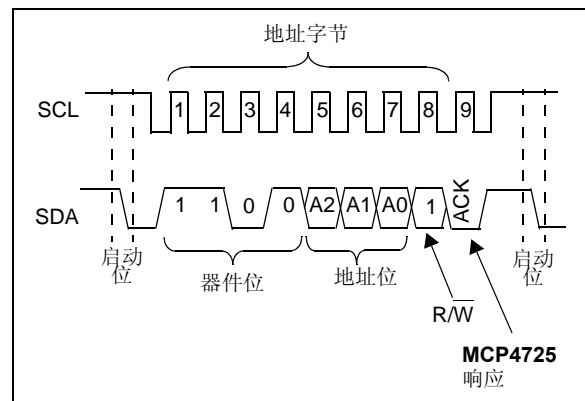 地址字节
SCL
1 2 3 4 5 6 7 8 9
SDA
1 1 0 0 A2 A1 A0 1 ACK
启动位
器件位
地址位
启动位
R/W̅
MCP4725
响应